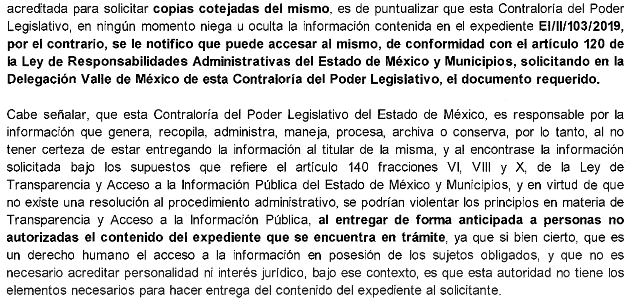 acreditada para solicitar copias cotejadas del mismo, es de puntualizar que esta Contraloría del Poder
Legislativo, en ningún momento niega u oculta la información contenida en el expediente EI/II/103/2019,
por el contrario, se le notifico que puede accesar al mismo, de conformidad con el artículo 120 de
la Ley de Responsabilidades Administrativas del Estado de México y Municipios, solicitando en la
Delegación Valle de México de esta Contraloría del Poder Legislativo, el documento requerido.
Cabe señalar, que esta Contraloría del Poder Legislativo del Estado de México, es responsable por la
información que genera, recopila, administra, maneja, procesa, archiva o conserva, por lo tanto, al no
tener certeza de estar entregando la información al titular de la misma, y al encontrase la información
solicitada bajo los supuestos que refiere el artículo 140 fracciones VI, VIII y X, de la Ley de
Transparencia y Acceso a la Información Pública del Estado de México y Municipios, y en virtud de que
no existe una resolución al procedimiento administrativo, se podrían violentar los principios en materia de
Transparencia y Acceso a la Información Pública, al entregar de forma anticipada a personas no
autorizadas el contenido del expediente que se encuentra en trámite, ya que si bien cierto, que es
un derecho humano el acceso a la información en posesión de los sujetos obligados, y que no es
necesario acreditar personalidad ni interés jurídico, bajo ese contexto, es que esta autoridad no tiene los
elementos necesarios para hacer entrega del contenido del expediente al solicitante.